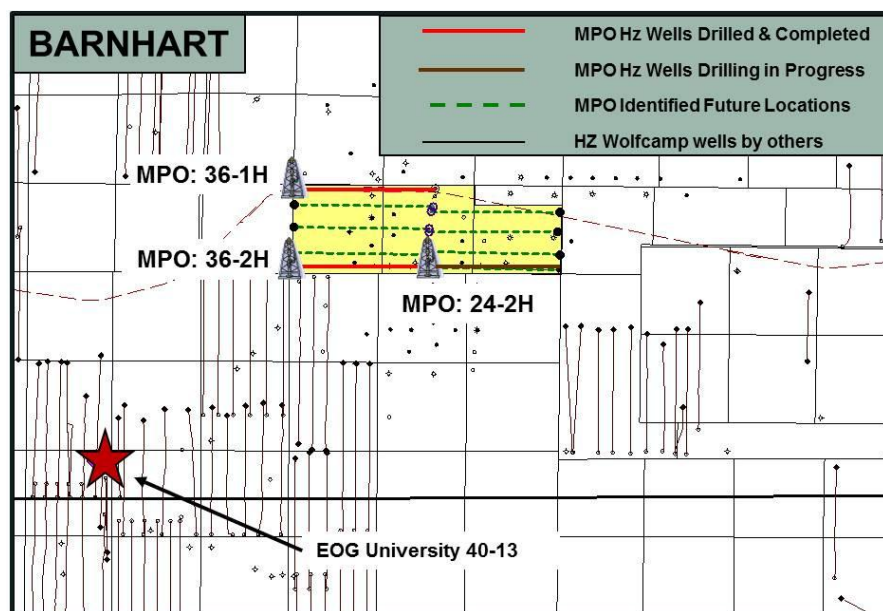 BARNHART
MPO Hz Wells Drilled & Completed
MPO Hz Wells Drilling in Progress
MPO Identified Future Locations
HZ Wolfcamp wells by others
MPO: 36-1H
MPO: 36-2H
MPO: 24-2H
EOG University 40-13